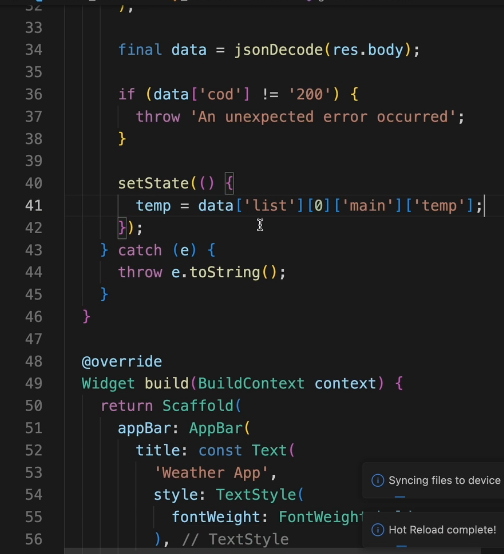 32 ),
33
34 final data = jsonDecode(res.body);
35
36 if (data['cod'] != '200') {
37 throw 'An unexpected error occurred';
38 }
39
40 setState(() {
41 temp = data['list'][0]['main']['temp'];
42 });
43 } catch (e) {
44 throw e.toString();
45 }
46 }
47
48 @override
49 Widget build(BuildContext context) {
50 return Scaffold(
51 appBar: AppBar(
52 title: const Text(
53 'Weather App',
54 style: TextStyle(
55 fontWeight: FontWeight
56 ), // TextStyle
Syncing files to device
Hot Reload complete!